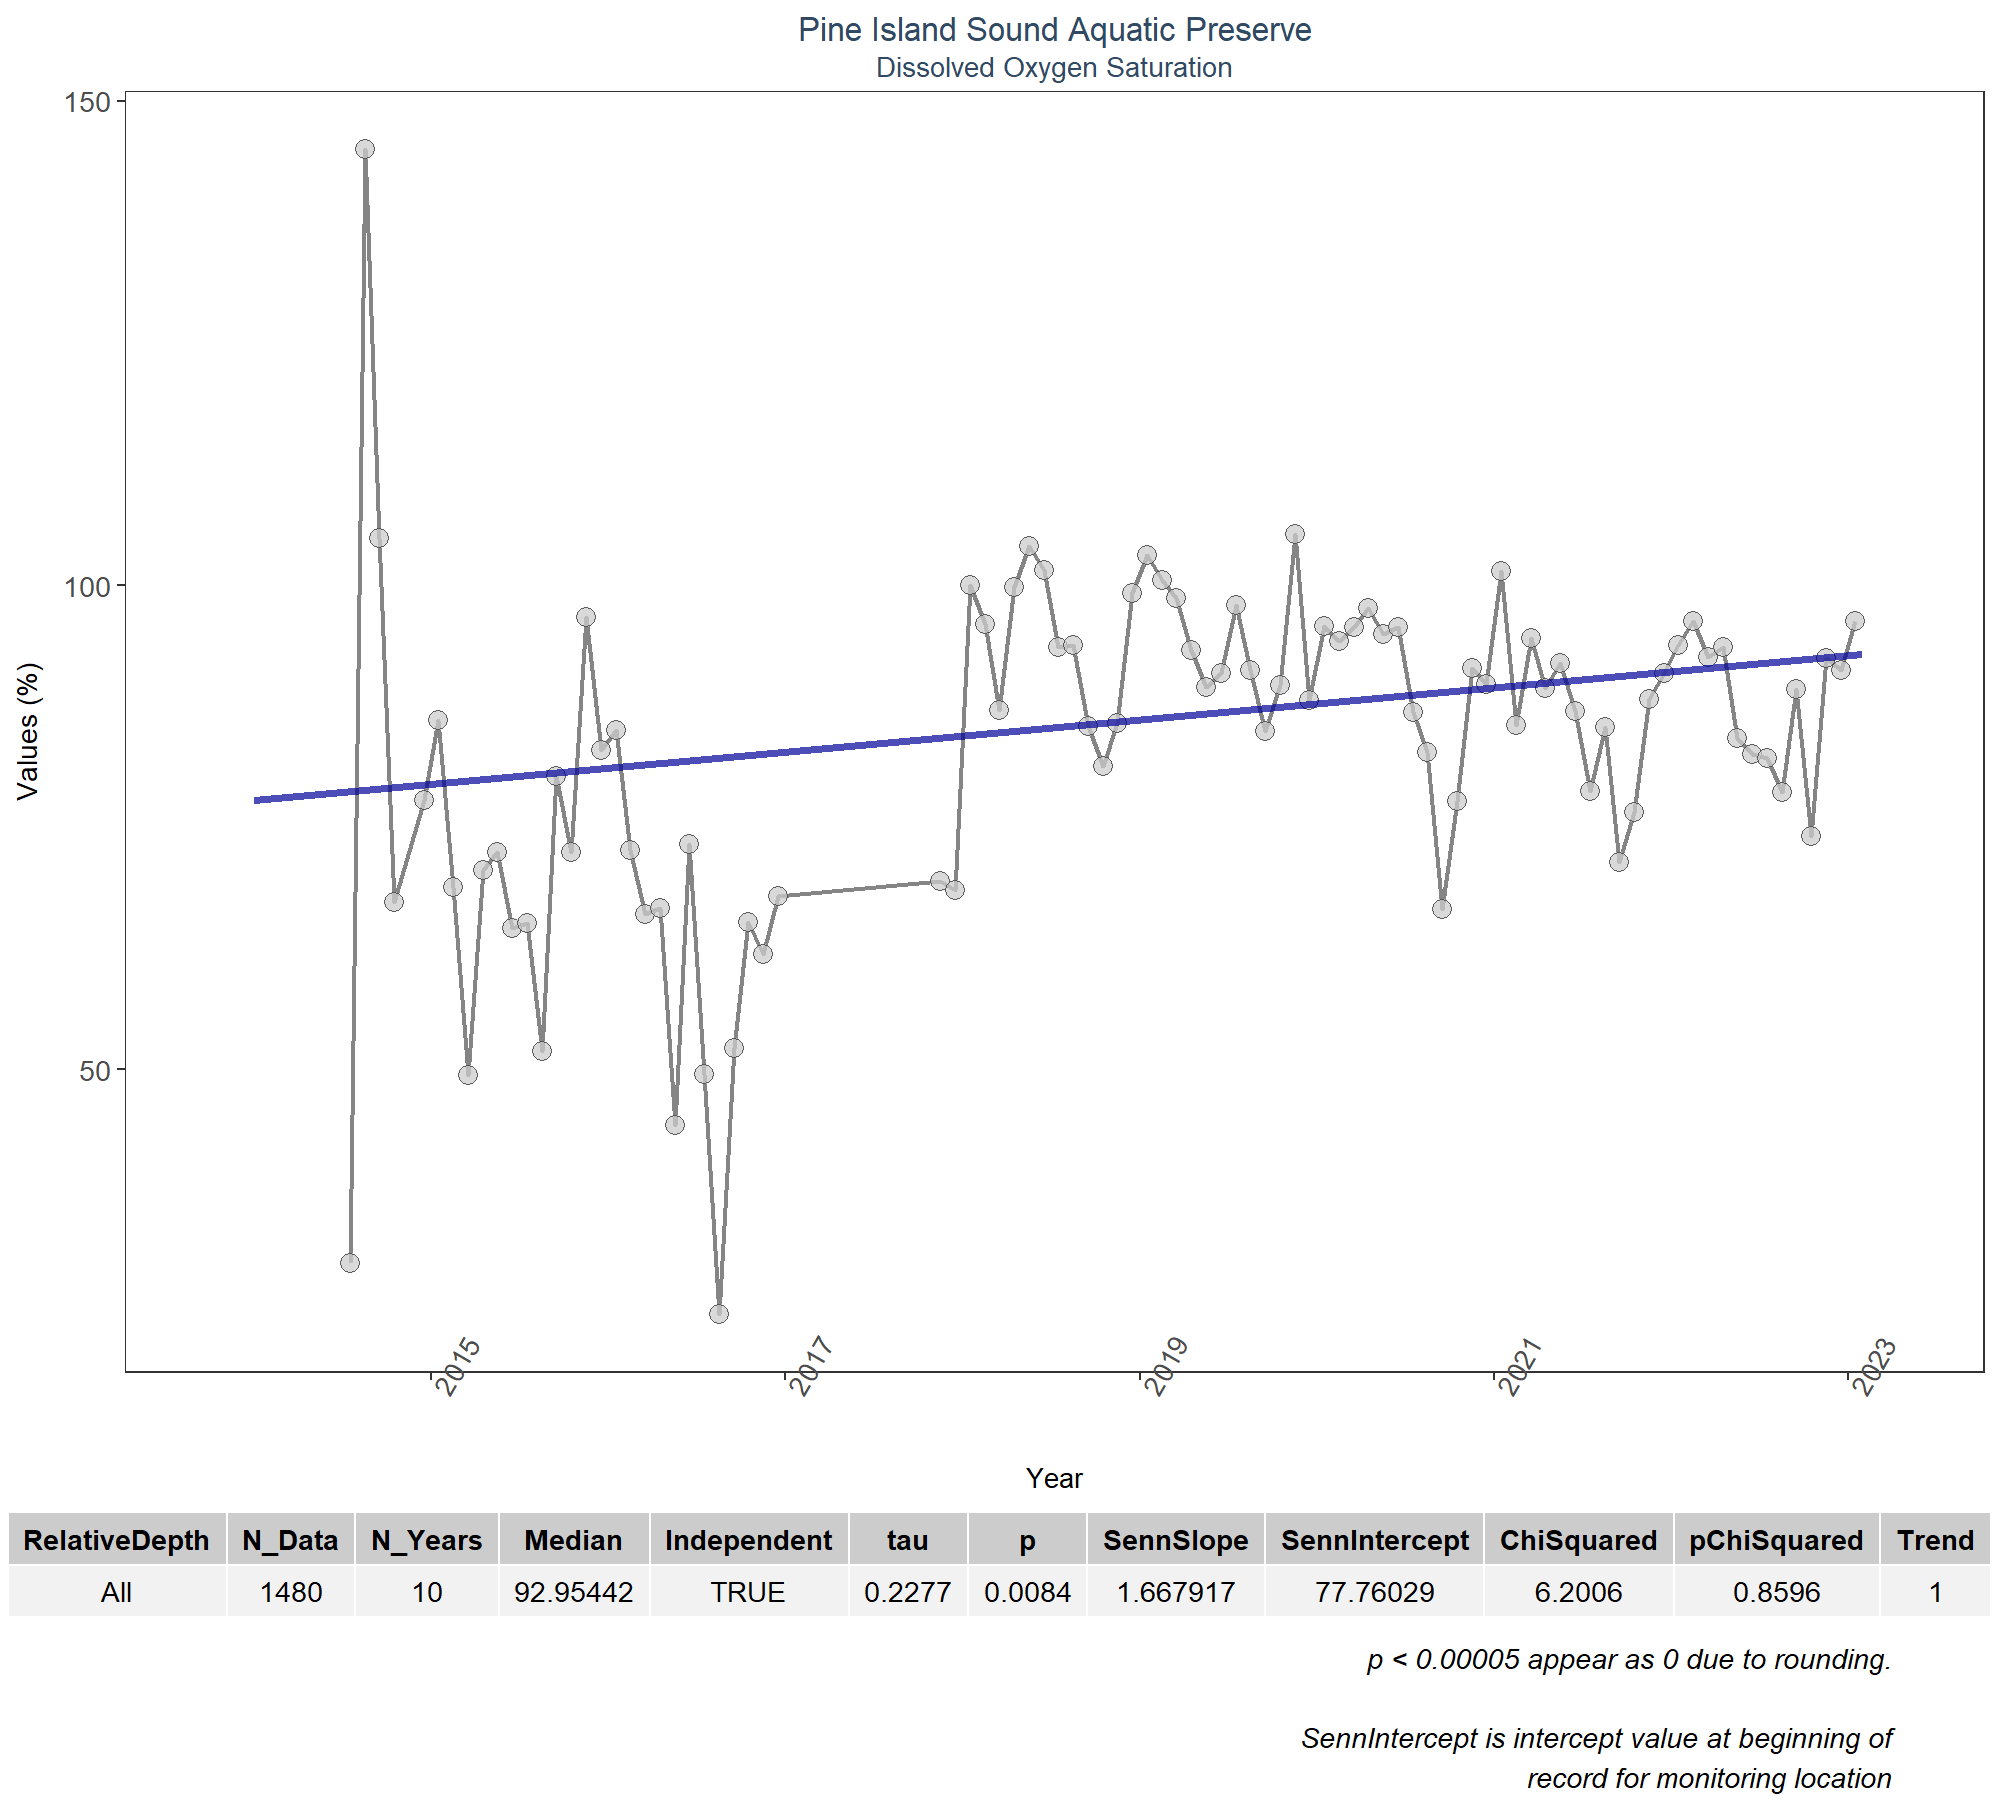 Pine Island Sound Aquatic Preserve
Dissolved Oxygen Saturation
150
100
50
Values (%)
2015 2017 2019 2021 2023
Year
RelativeDepth N_Data N_Years Median Independent tau p SennSlope SennIntercept ChiSquared pChiSquared Trend
All 1480 10 92.95442 TRUE 0.2277 0.0084 1.667917 77.76029 6.2006 0.8596 1
p < 0.00005 appear as 0 due to rounding.
SennIntercept is intercept value at beginning of
record for monitoring location